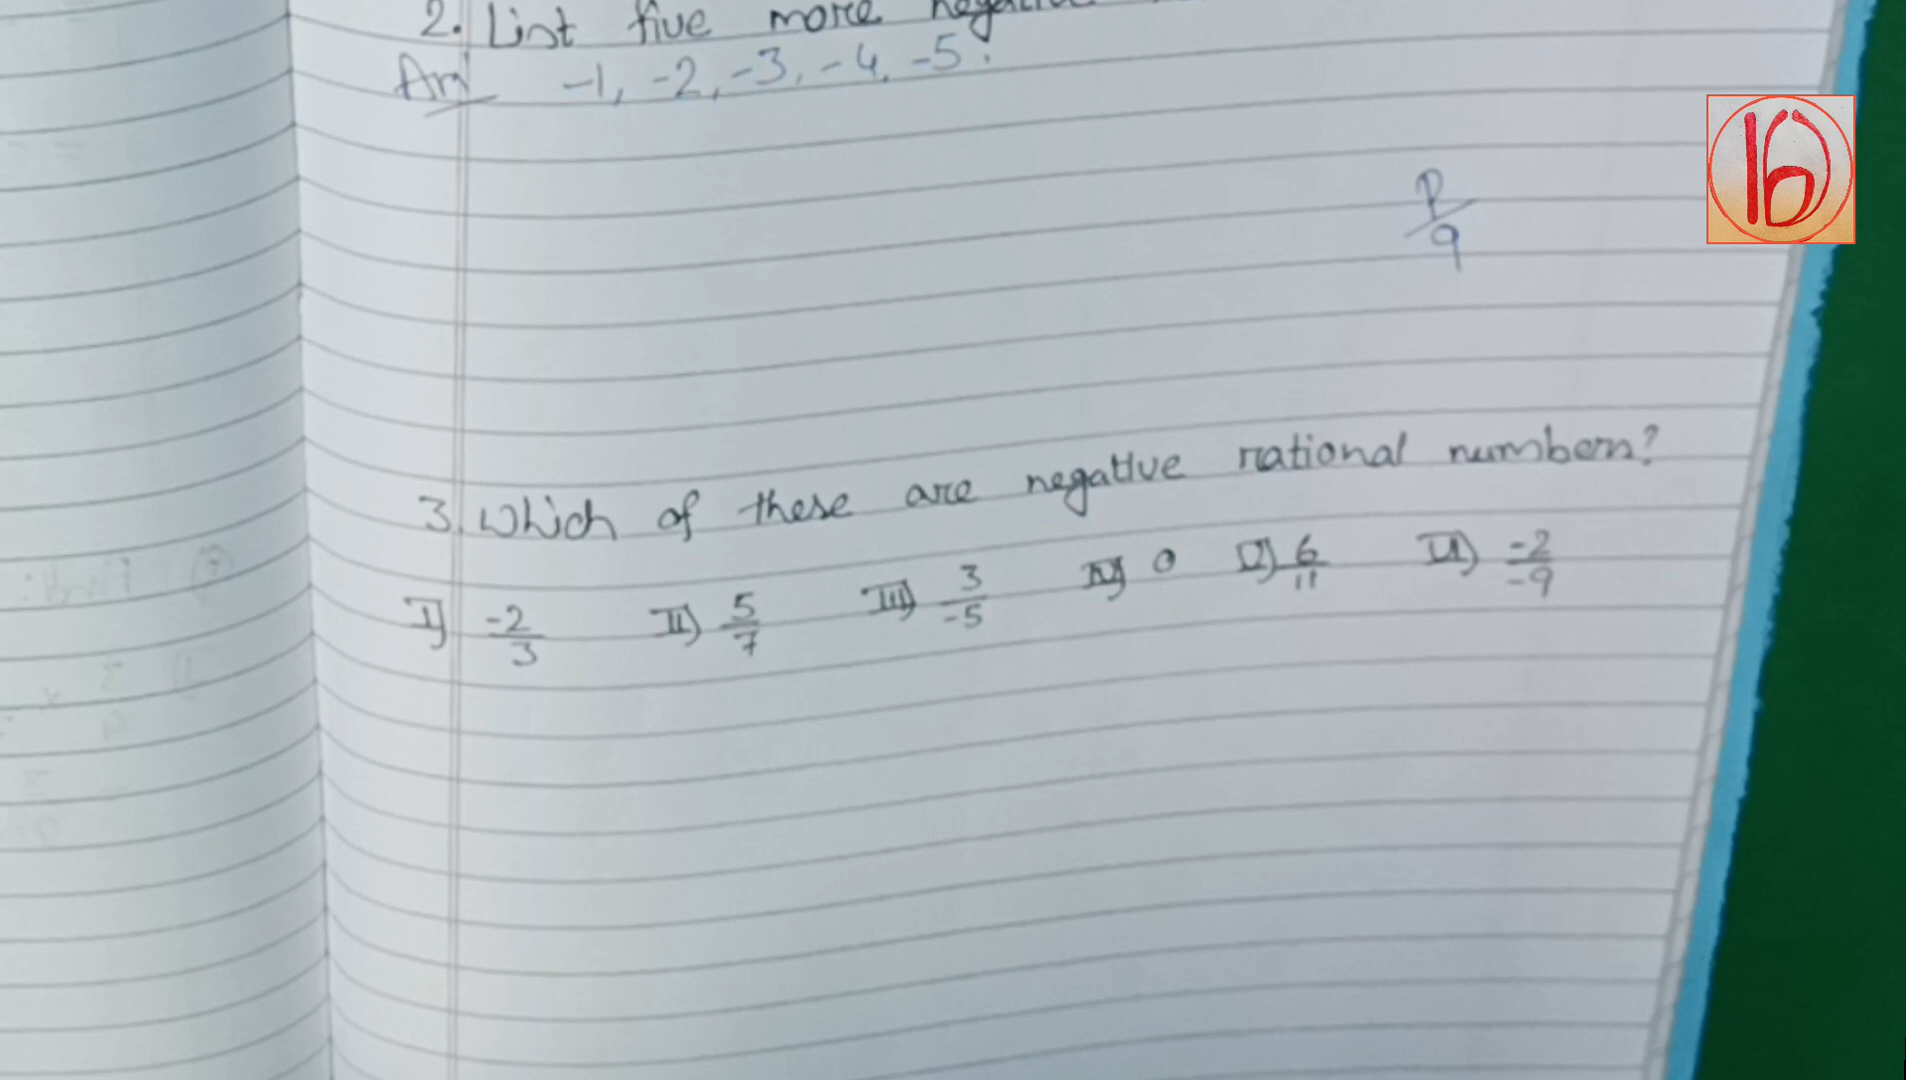 2. List five more negative
Ans -1, -2, -3, -4, -5.
p/q
3. Which of these are negative rational numbers?
I) -2/3 II) 5/7 III) 3/-5 IV) 0 V) 6/11 VI) -2/-9